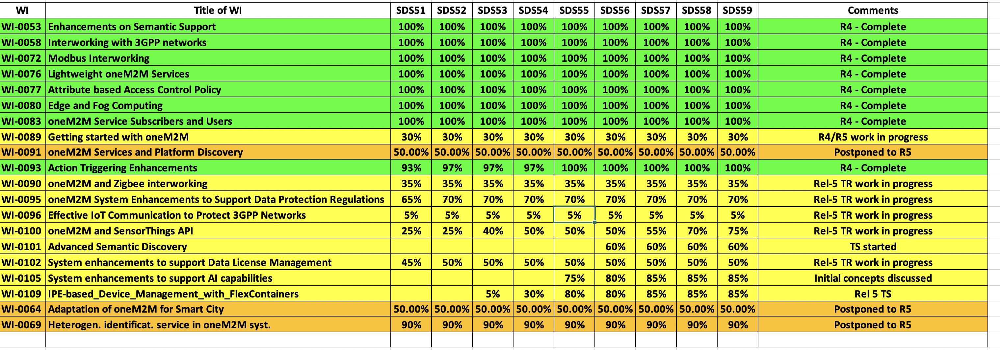 WI Title of WI SDS51 SDS52 SDS53 SDS54 SDS55 SDS56 SDS57 SDS58 SDS59 Comments
WI-0053 Enhancements on Semantic Support 100% 100% 100% 100% 100% 100% 100% 100% 100% R4 - Complete
WI-0058 Interworking with 3GPP networks 100% 100% 100% 100% 100% 100% 100% 100% 100% R4 - Complete
WI-0072 Modbus Interworking 100% 100% 100% 100% 100% 100% 100% 100% 100% R4 - Complete
WI-0076 Lightweight oneM2M Services 100% 100% 100% 100% 100% 100% 100% 100% 100% R4 - Complete
WI-0077 Attribute based Access Control Policy 100% 100% 100% 100% 100% 100% 100% 100% 100% R4 - Complete
WI-0080 Edge and Fog Computing 100% 100% 100% 100% 100% 100% 100% 100% 100% R4 - Complete
WI-0083 oneM2M Service Subscribers and Users 100% 100% 100% 100% 100% 100% 100% 100% 100% R4 - Complete
WI-0089 Getting started with oneM2M 30% 30% 30% 30% 30% 30% 30% 30% 30% R4/R5 work in progress
WI-0091 oneM2M Services and Platform Discovery 50.00% 50.00% 50.00% 50.00% 50.00% 50.00% 50.00% 50.00% 50.00% Postponed to R5
WI-0093 Action Triggering Enhancements 93% 97% 97% 97% 100% 100% 100% 100% 100% R4 - Complete
WI-0090 oneM2M and Zigbee interworking 35% 35% 35% 35% 35% 35% 35% 35% 35% Rel-5 TR work in progress
WI-0095 oneM2M System Enhancements to Support Data Protection Regulations 65% 70% 70% 70% 70% 70% 70% 70% 70% Rel-5 TR work in progress
WI-0096 Effective IoT Communication to Protect 3GPP Networks 5% 5% 5% 5% 5% 5% 5% 5% 5% Rel-5 TR work in progress
WI-0100 oneM2M and SensorThings API 25% 25% 40% 50% 50% 50% 55% 70% 75% Rel-5 TR work in progress
WI-0101 Advanced Semantic Discovery 60% 60% 60% 60% TS started
WI-0102 System enhancements to support Data License Management 45% 50% 50% 50% 50% 50% 50% 50% 50% Rel-5 TR work in progress
WI-0105 System enhancements to support AI capabilities 75% 80% 85% 85% 85% Initial concepts discussed
WI-0109 IPE-based_Device_Management_with_FlexContainers 5% 30% 80% 80% 85% 85% 85% Rel 5 TS
WI-0064 Adaptation of oneM2M for Smart City 50.00% 50.00% 50.00% 50.00% 50.00% 50.00% 50.00% 50.00% 50.00% Postponed to R5
WI-0069 Heterogen. identificat. service in oneM2M syst. 90% 90% 90% 90% 90% 90% 90% 90% 90% Postponed to R5